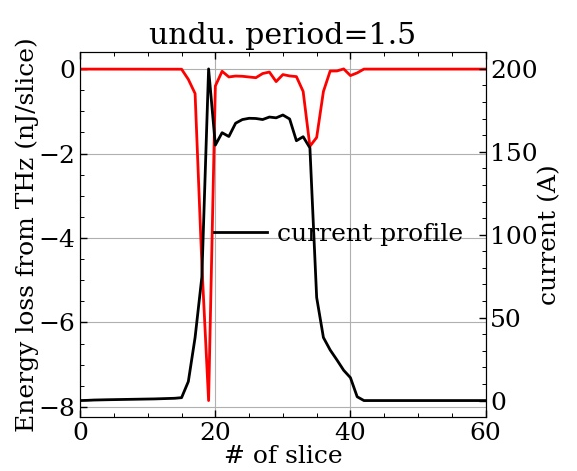 undu. period=1.5
Energy loss from THz (nJ/slice)
0
−2
−4
−6
−8
current profile
200
150
100
50
0
current (A)
0 20 40 60
# of slice